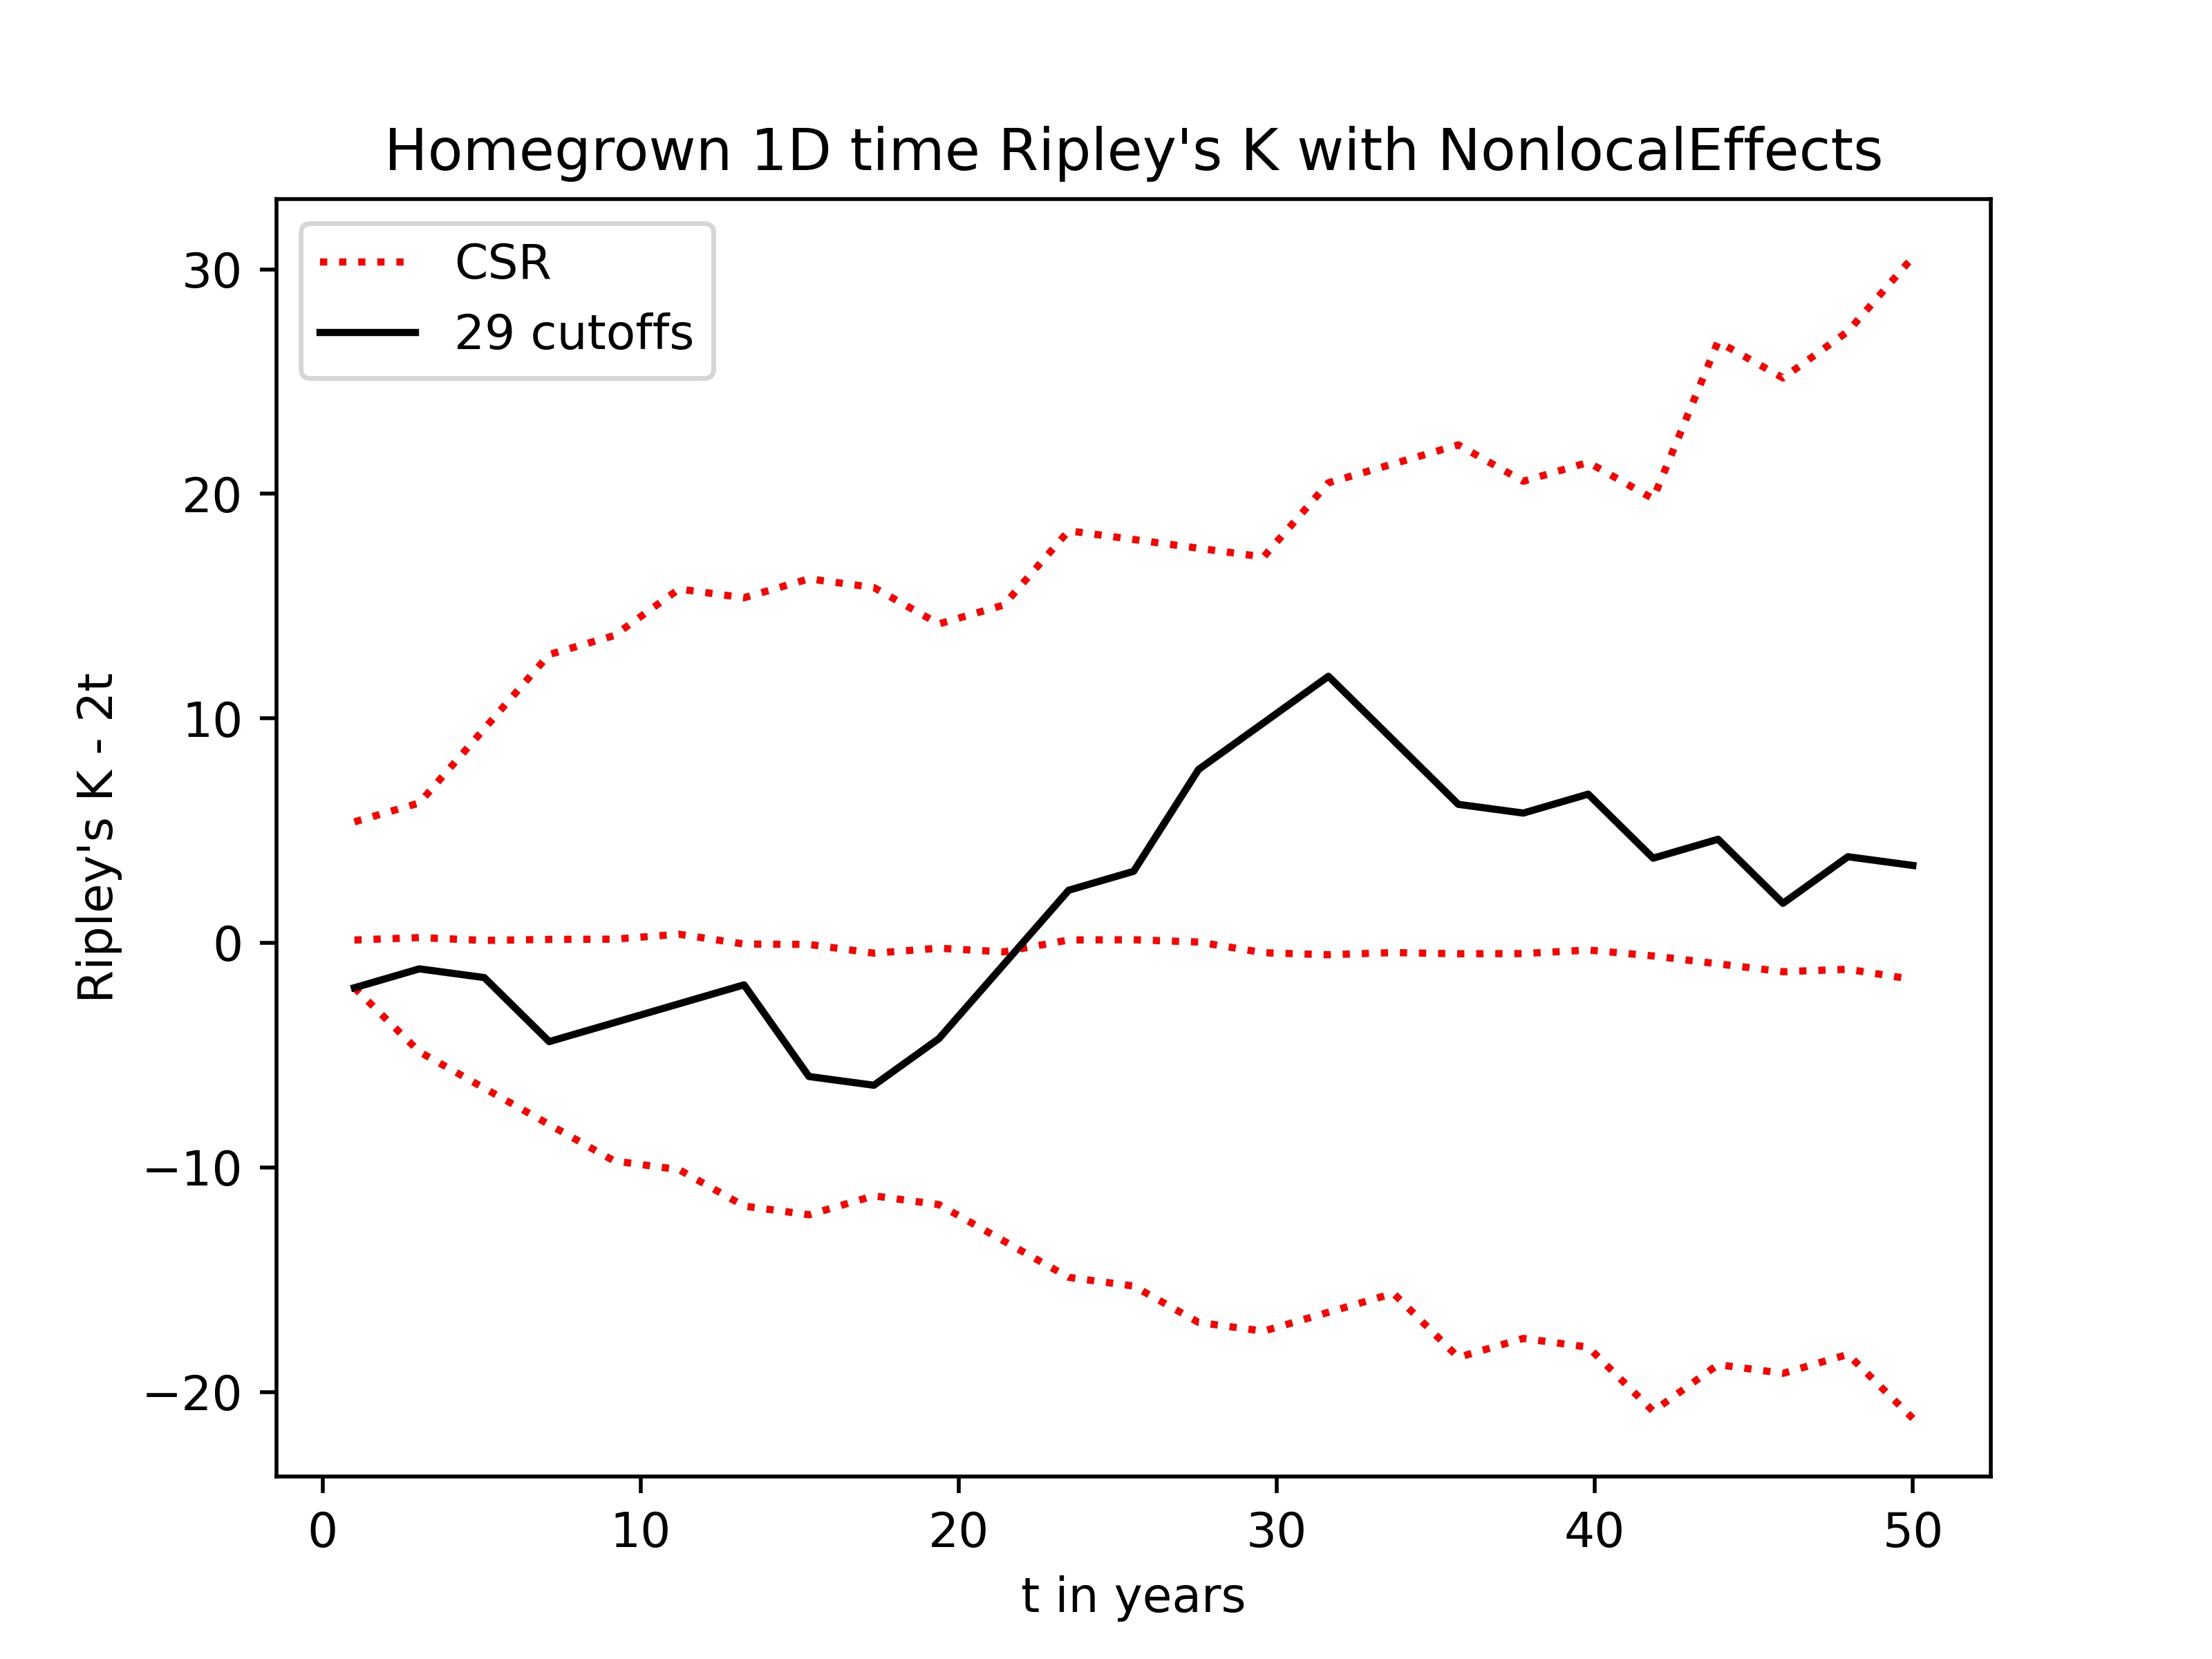 Homegrown 1D time Ripley's K with NonlocalEffects
CSR
29 cutoffs
Ripley's K - 2t
30
20
10
0
−10
−20
0 10 20 30 40 50
t in years